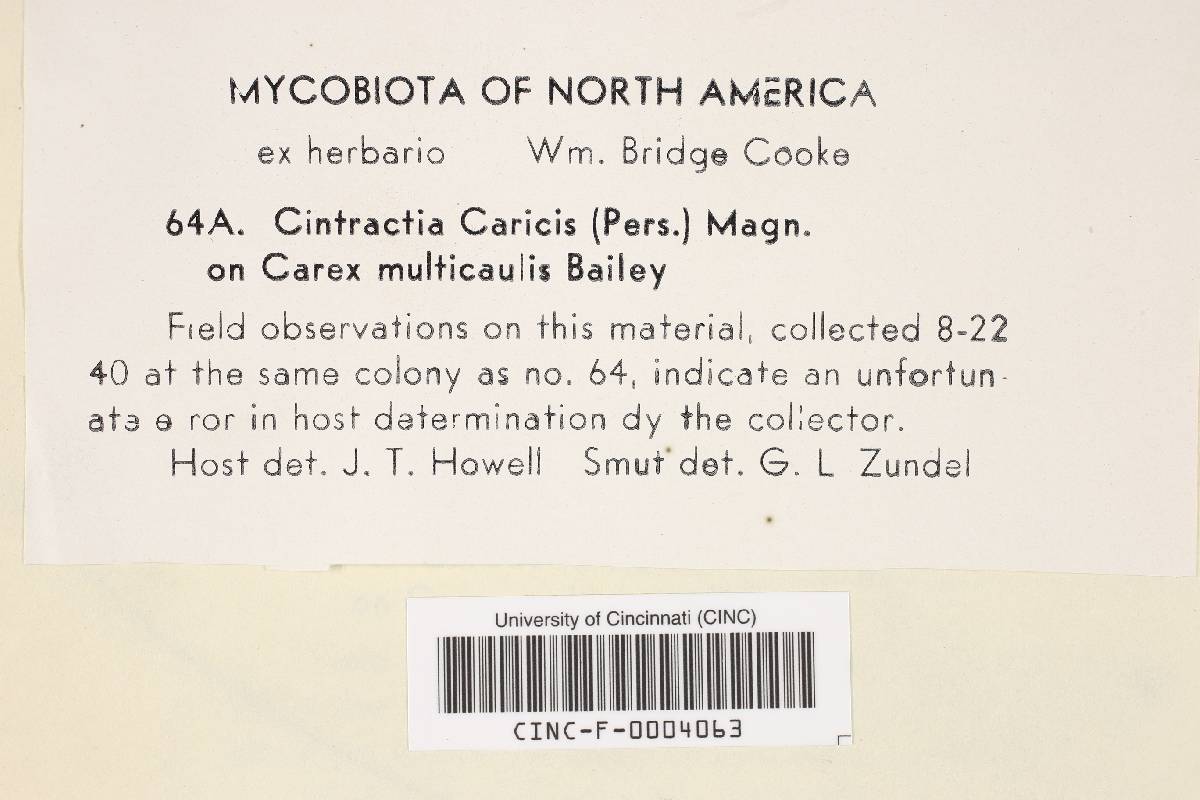 MYCOBIOTA OF NORTH AMERICA
ex herbario Wm. Bridge Cooke
64A. Cintractia Caricis (Pers.) Magn.
on Carex multicaulis Bailey
Field observations on this material, collected 8-22
40 at the same colony as no. 64, indicate an unfortun-
ate e ror in host determination dy the collector.
Host det. J. T. Howell Smut det. G. L Zundel
University of Cincinnati (CINC)
CINC-F-0004063